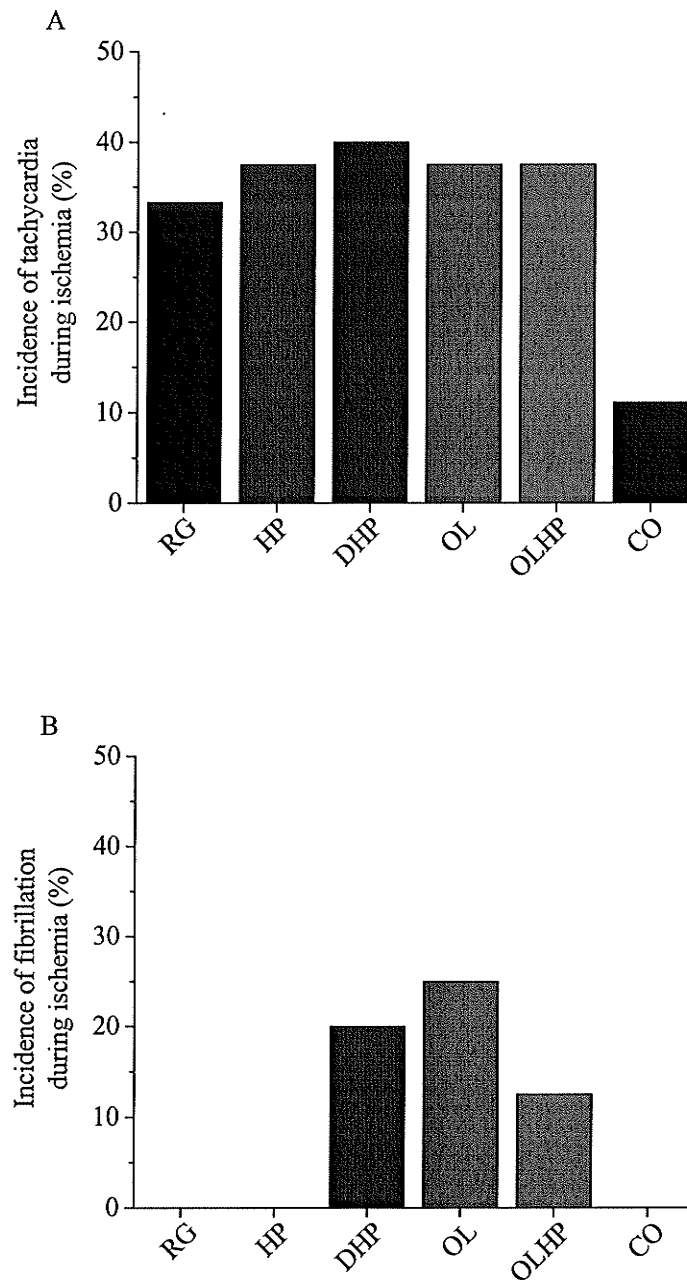 A
Incidence of tachycardia
during ischemia (%)
50
40
30
20
10
0
RG
HP
DHP
OL
OLHP
CO
B
Incidence of fibrillation
during ischemia (%)
50
40
30
20
10
0
RG
HP
DHP
OL
OLHP
CO